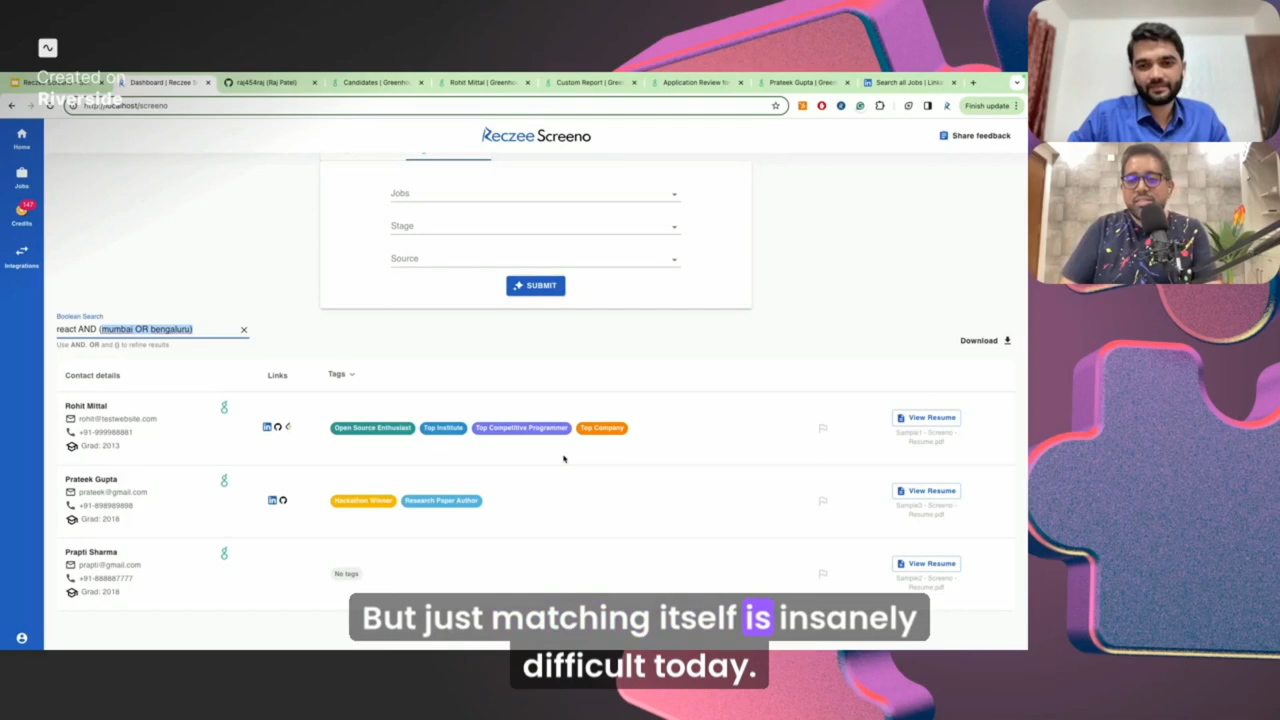 Created on
Riverside
Dashboard | Reczee S
raj454raj (Raj Patel)
Candidates | Greenho
Rohit Mittal | Greenho
Custom Report | Gree
Application Review fo
Prateek Gupta | Green
Search all Jobs | Link
http://localhost/screeno
Finish update
Home
Jobs
147
Credits
Integrations
Reczee Screeno
Share feedback
Jobs
Stage
Source
SUBMIT
Boolean Search
react AND (mumbai OR bengaluru)
Use AND, OR and () to refine results
Download
Contact details
Links
Tags
Rohit Mittal
rohit@testwebsite.com
+91-999988881
Grad: 2013
Open Source Enthusiast
Top Institute
Top Competitive Programmer
Top Company
View Resume
Sample1 - Screeno -
Resume.pdf
Prateek Gupta
prateek@gmail.com
+91-898989898
Grad: 2018
Hackathon Winner
Research Paper Author
View Resume
Sample3 - Screeno -
Resume.pdf
Prapti Sharma
prapti@gmail.com
+91-888887777
Grad: 2018
No tags
View Resume
Sample2 - Screeno -
Resume.pdf
But just matching itself is insanely
difficult today.